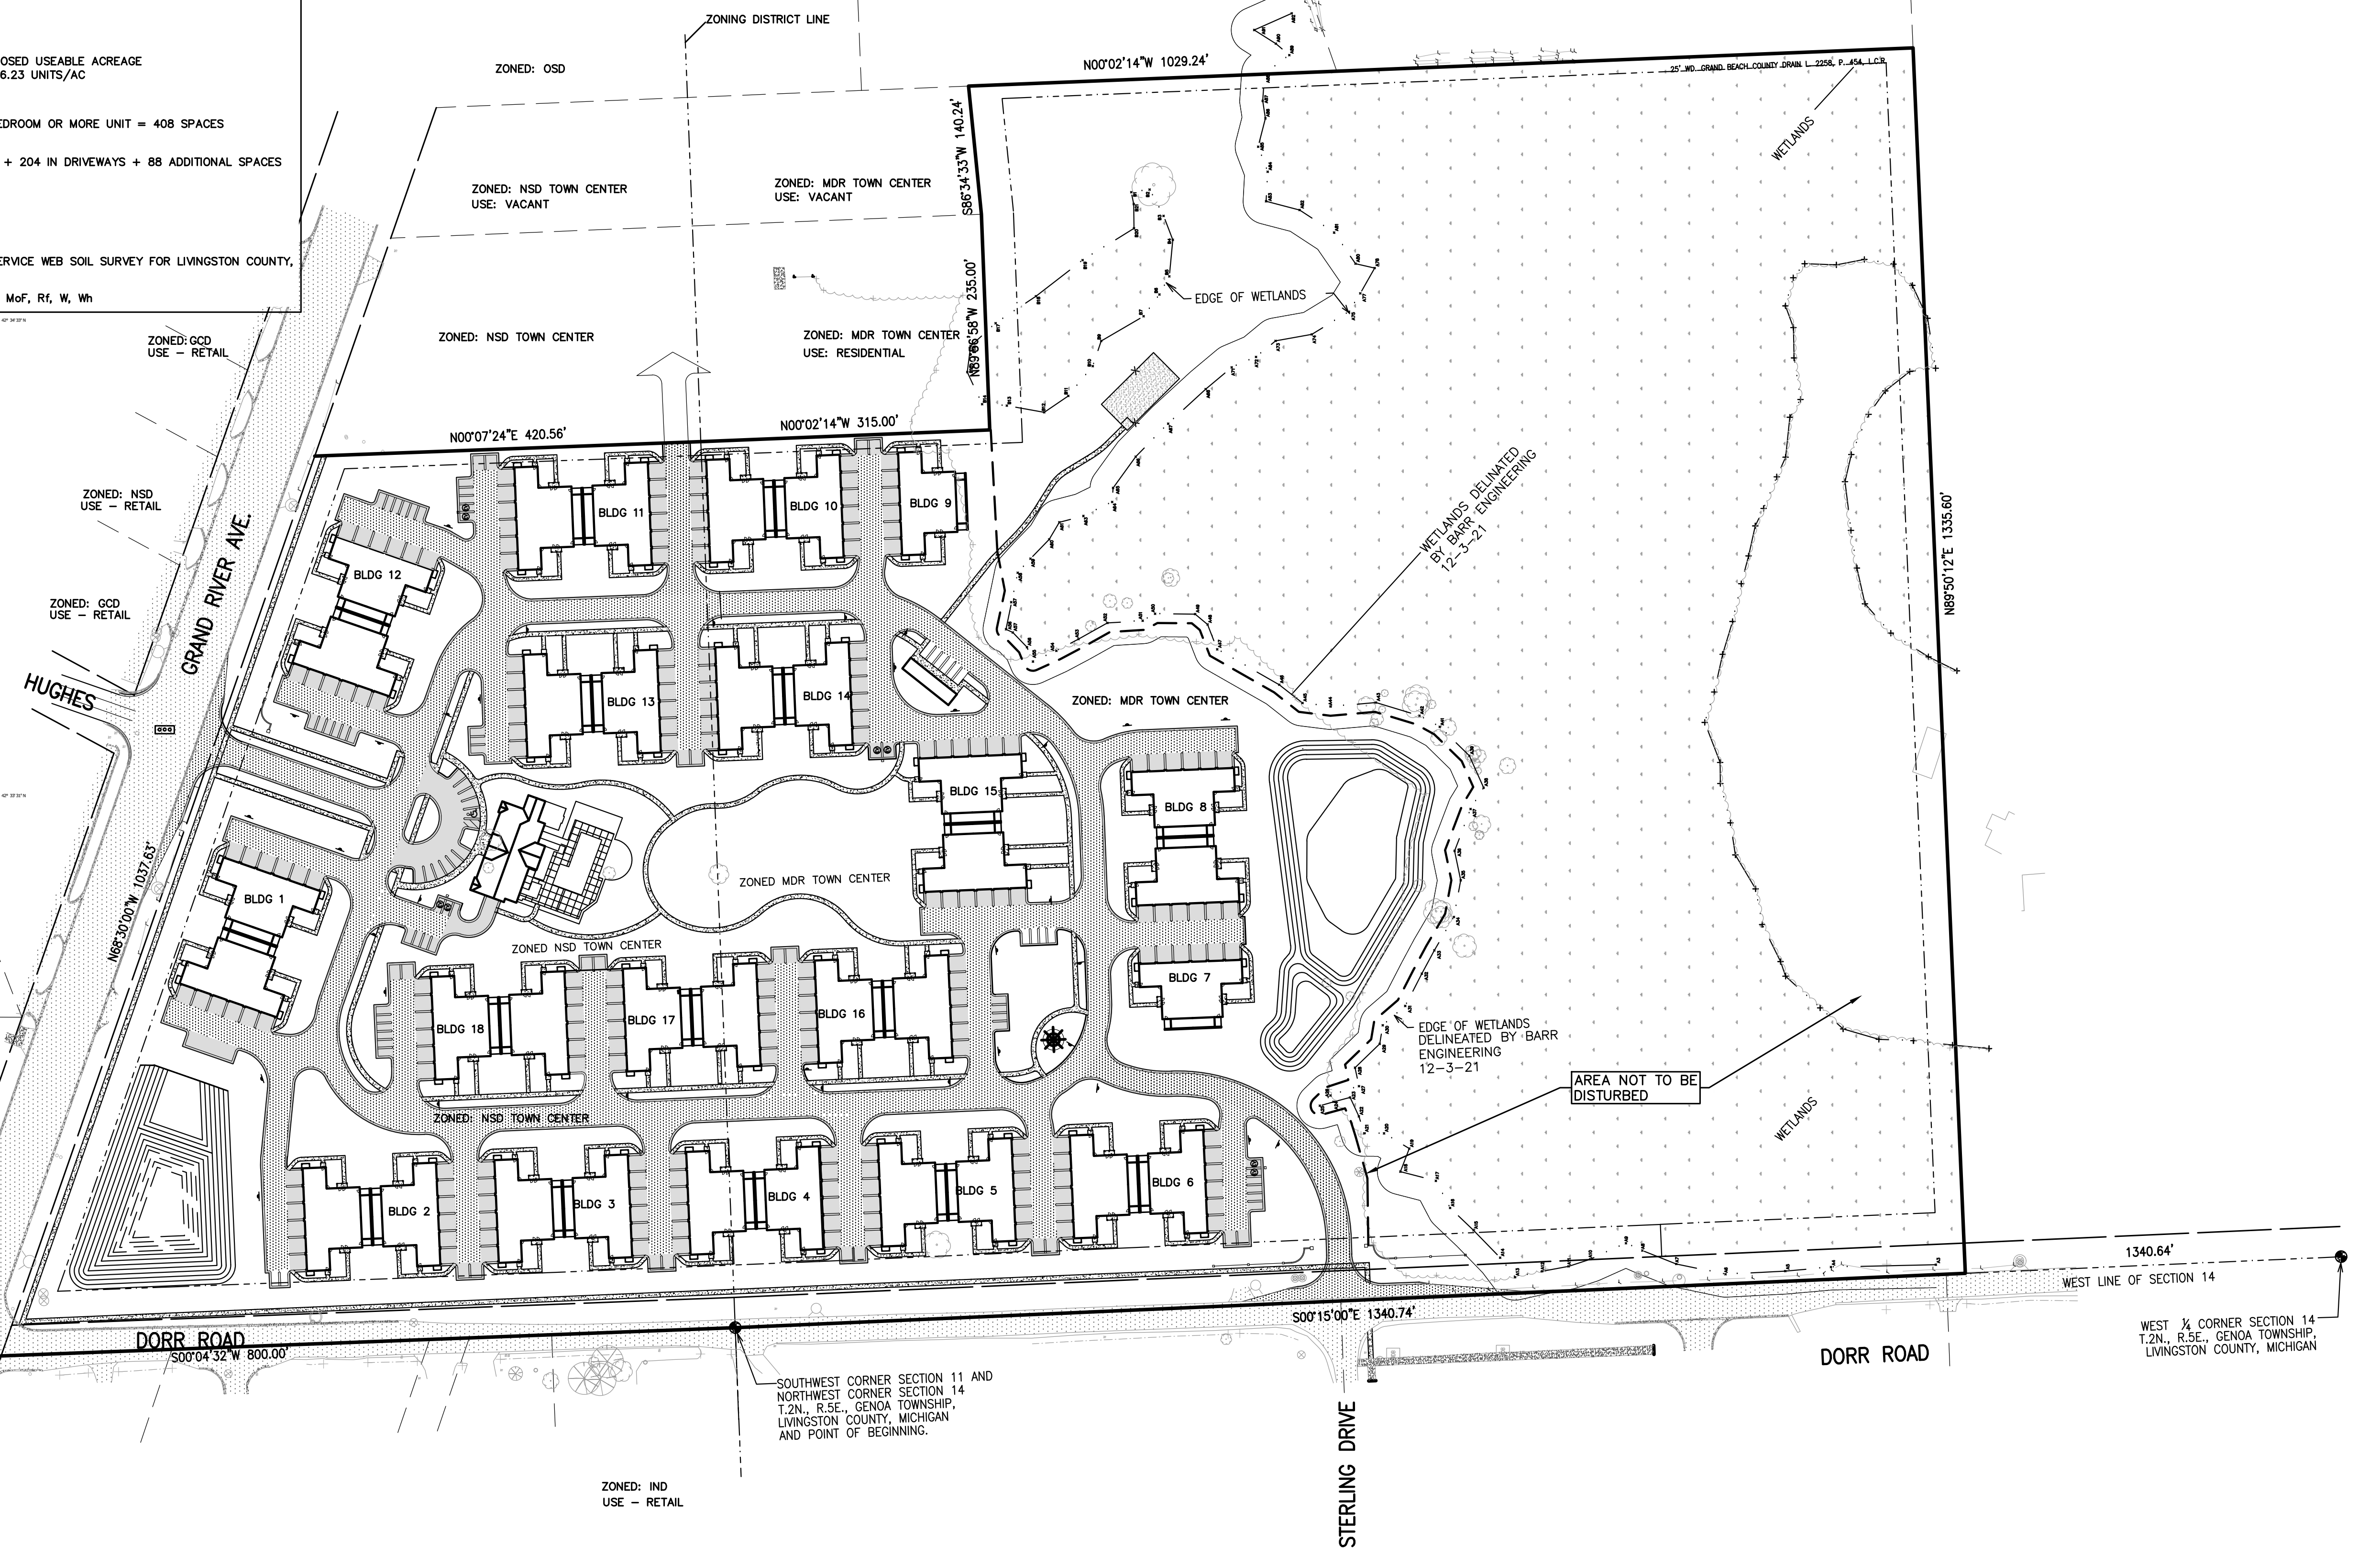 OSED USEABLE ACREAGE
6.23 UNITS/AC
EDROOM OR MORE UNIT = 408 SPACES
+ 204 IN DRIVEWAYS + 88 ADDITIONAL SPACES
ERVICE WEB SOIL SURVEY FOR LIVINGSTON COUNTY,
MoF, Rf, W, Wh
ZONING DISTRICT LINE
ZONED: OSD
N00°02'14"W 1029.24'
25' WD. GRAND BEACH COUNTY DRAIN L. 2258, P. 454, L.C.R.
WETLANDS
S86°34'33"W 140.24'
ZONED: NSD TOWN CENTER
USE: VACANT
ZONED: MDR TOWN CENTER
USE: VACANT
N89°86'58"W 235.00'
EDGE OF WETLANDS
ZONED: NSD TOWN CENTER
ZONED: MDR TOWN CENTER
USE: RESIDENTIAL
ZONED: GCD
USE – RETAIL
N00°07'24"E 420.56'
N00°02'14"W 315.00'
ZONED: NSD
USE – RETAIL
GRAND RIVER AVE.
BLDG 11
BLDG 10
BLDG 9
WETLANDS DELINATED
BY BARR ENGINEERING
12-3-21
N89°50'12"E 1335.60'
BLDG 12
ZONED: GCD
USE – RETAIL
HUGHES
BLDG 13
BLDG 14
ZONED: MDR TOWN CENTER
BLDG 15
BLDG 8
N68°30'00"W 1037.63'
BLDG 1
ZONED MDR TOWN CENTER
ZONED NSD TOWN CENTER
BLDG 7
BLDG 18
BLDG 17
BLDG 16
EDGE OF WETLANDS
DELINEATED BY BARR
ENGINEERING
12-3-21
AREA NOT TO BE
DISTURBED
WETLANDS
ZONED: NSD TOWN CENTER
BLDG 2
BLDG 3
BLDG 4
BLDG 5
BLDG 6
1340.64'
WEST LINE OF SECTION 14
S00°15'00"E 1340.74'
WEST ¼ CORNER SECTION 14
T.2N., R.5E., GENOA TOWNSHIP,
LIVINGSTON COUNTY, MICHIGAN
DORR ROAD
S00°04'32"W 800.00'
DORR ROAD
SOUTHWEST CORNER SECTION 11 AND
NORTHWEST CORNER SECTION 14
T.2N., R.5E., GENOA TOWNSHIP,
LIVINGSTON COUNTY, MICHIGAN
AND POINT OF BEGINNING.
STERLING DRIVE
ZONED: IND
USE – RETAIL